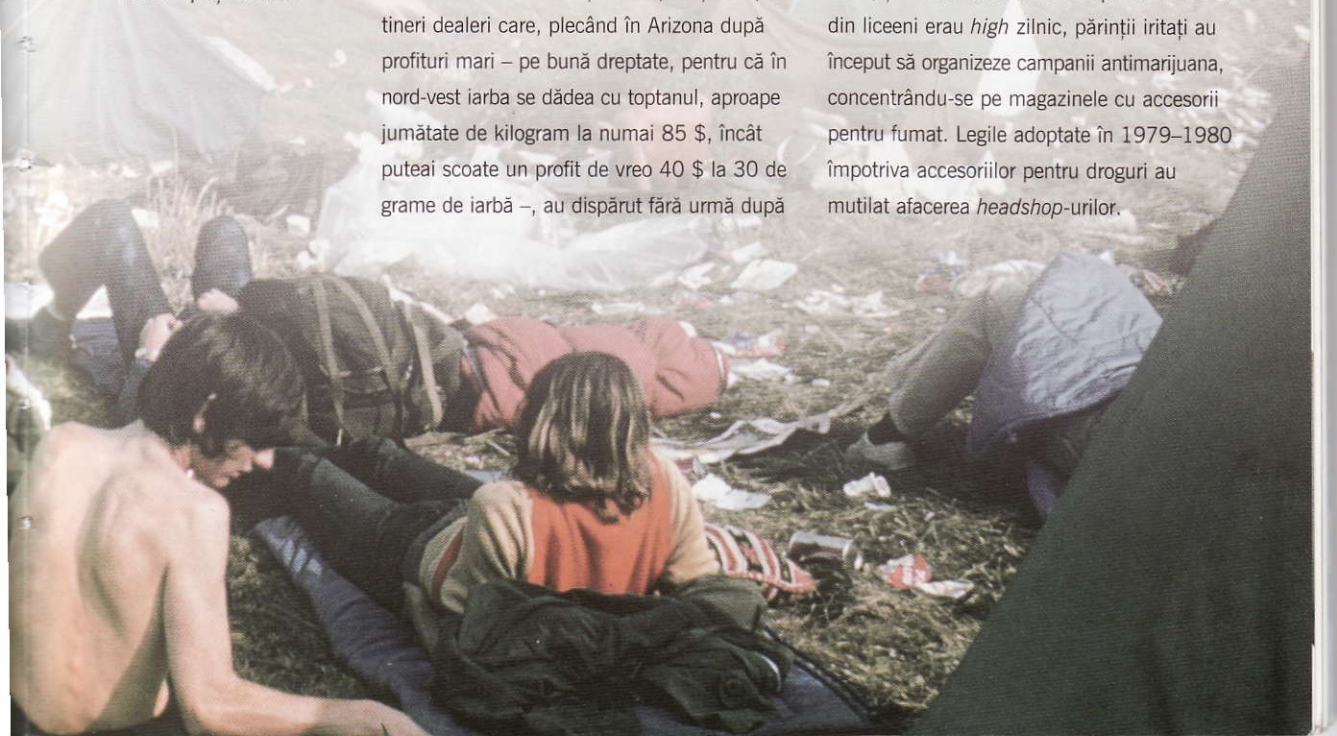 tineri dealeri care, plecând în Arizona după
profituri mari – pe bună dreptate, pentru că în
nord-vest iarba se dădea cu toptanul, aproape
jumătate de kilogram la numai 85 $, încât
puteai scoate un profit de vreo 40 $ la 30 de
grame de iarbă –, au dispărut fără urmă după
din liceeni erau high zilnic, părinții iritați au
început să organizeze campanii antimarijuana,
concentrându-se pe magazinele cu accesorii
pentru fumat. Legile adoptate în 1979–1980
împotriva accesoriilor pentru droguri au
mutilat afacerea headshop-urilor.